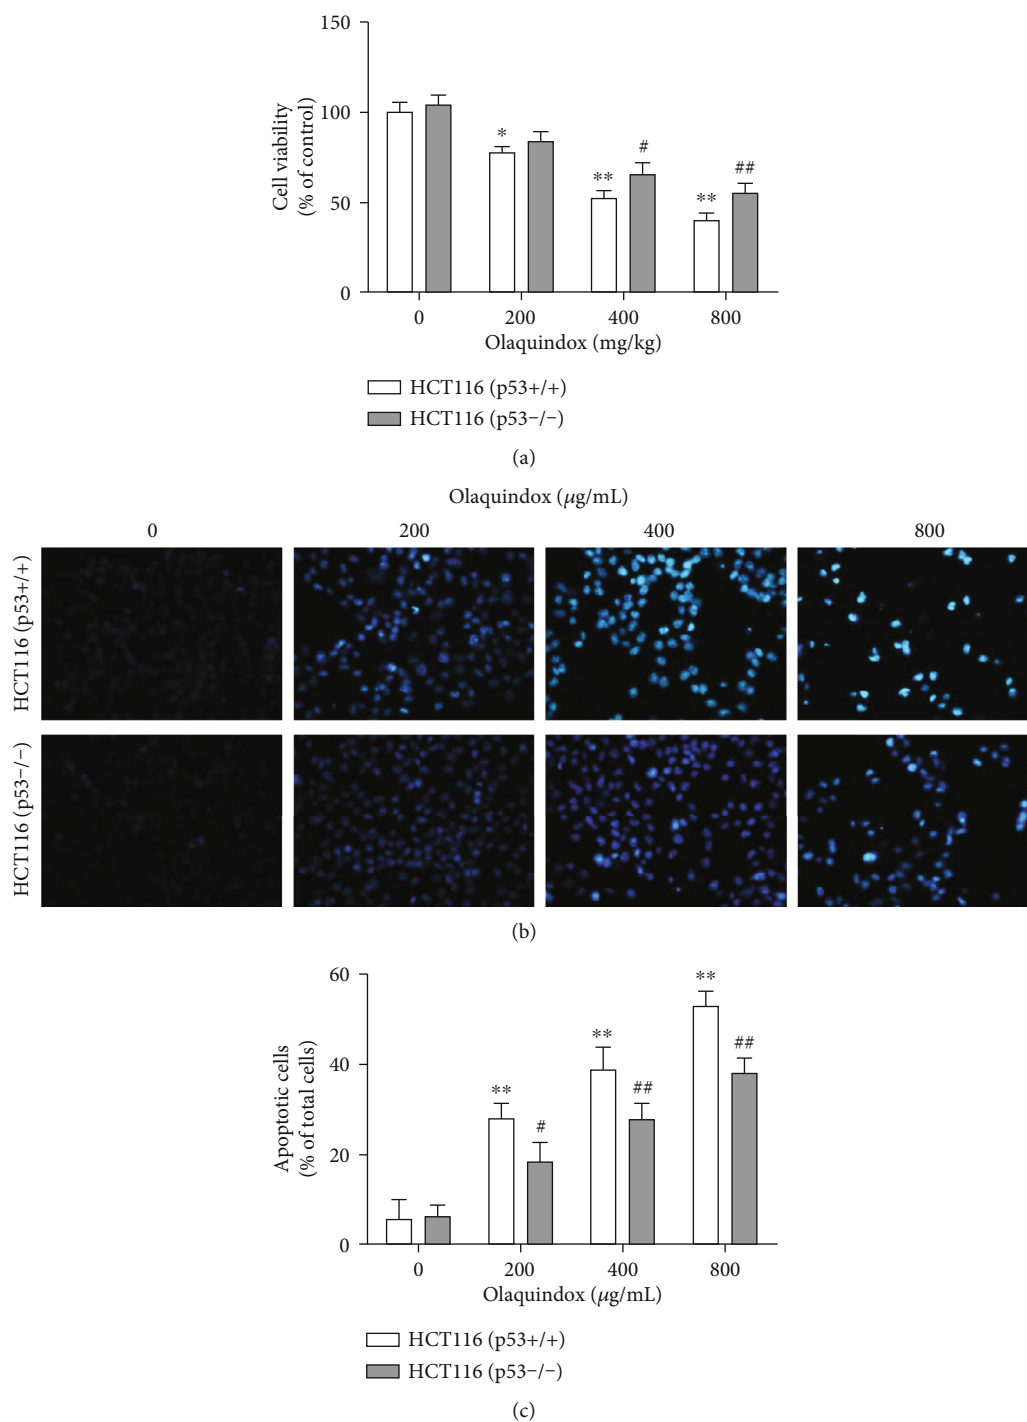 150
100
50
0
Cell viability
(% of control)
*
**
#
**
##
0 200 400 800
Olaquindox (mg/kg)
HCT116 (p53+/+)
HCT116 (p53−/−)
(a)
Olaquindox (μg/mL)
0 200 400 800
HCT116 (p53+/+)
HCT116 (p53−/−)
(b)
60
40
20
0
Apoptotic cells
(% of total cells)
**
#
**
##
**
##
0 200 400 800
Olaquindox (μg/mL)
HCT116 (p53+/+)
HCT116 (p53−/−)
(c)